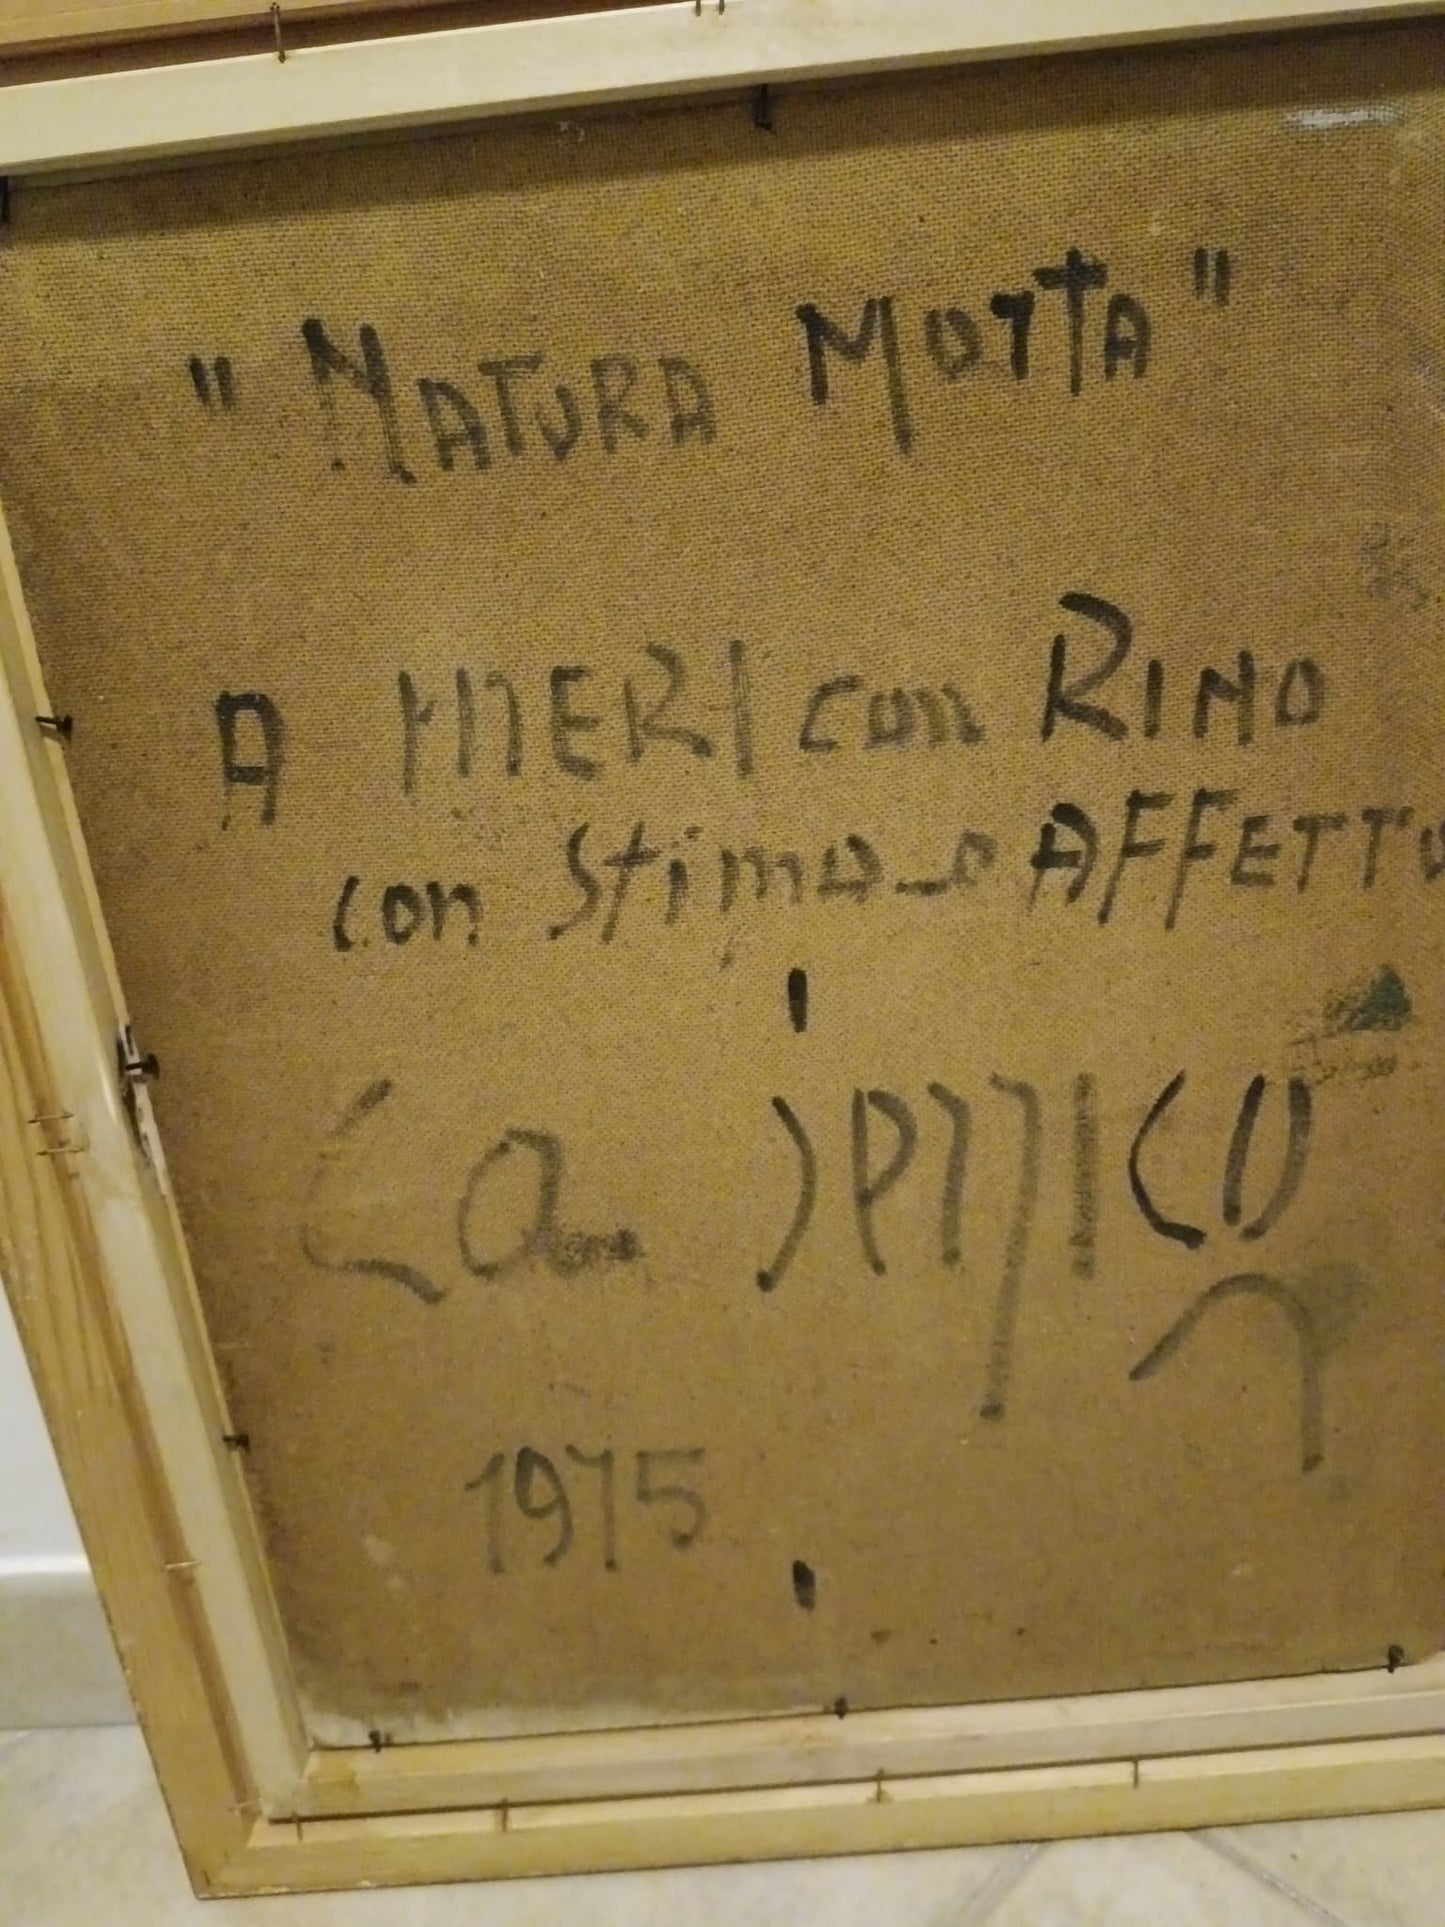 "NATURA MORTA"
A MERI con RINO
con Stima e AFFETTO
1975